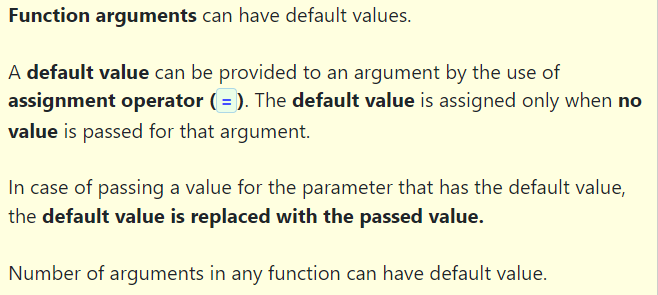 Function arguments can have default values.
A default value can be provided to an argument by the use of
assignment operator (=). The default value is assigned only when no
value is passed for that argument.
In case of passing a value for the parameter that has the default value,
the default value is replaced with the passed value.
Number of arguments in any function can have default value.